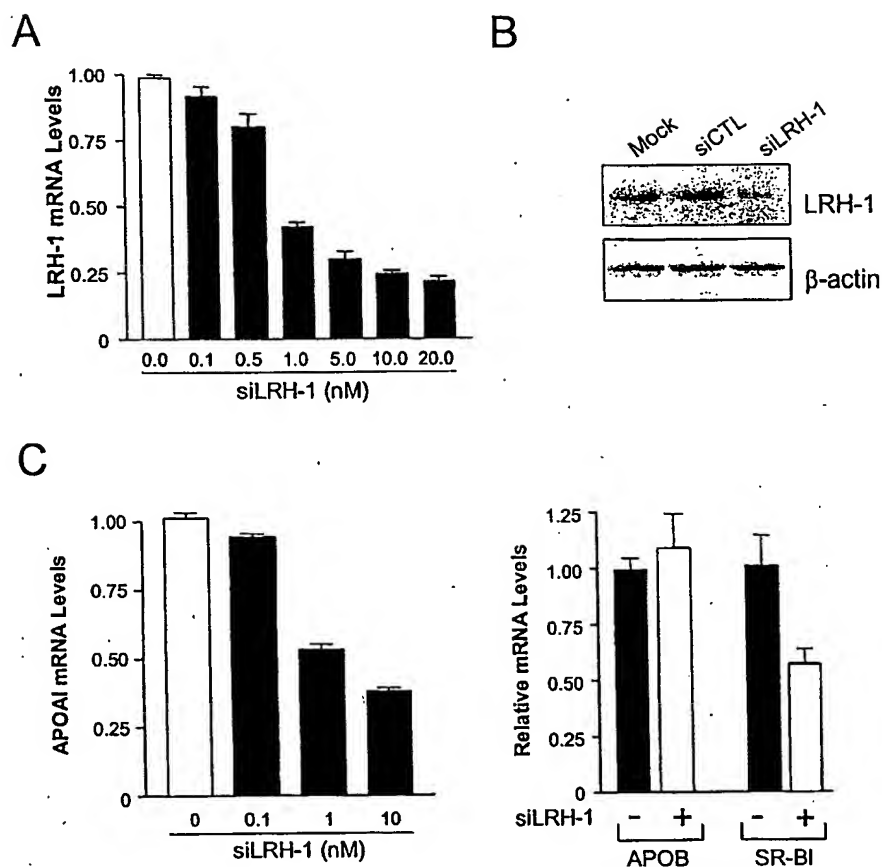 A
LRH-1 mRNA Levels
1.00
0.75
0.50
0.25
0
0.0 0.1 0.5 1.0 5.0 10.0 20.0
siLRH-1 (nM)
B
Mock siCTL siLRH-1
LRH-1
β-actin
C
APOAI mRNA Levels
1.00
0.75
0.50
0.25
0
0 0.1 1 10
siLRH-1 (nM)
Relative mRNA Levels
1.25
1.00
0.75
0.50
0.25
0
siLRH-1 - + - +
APOB SR-BI